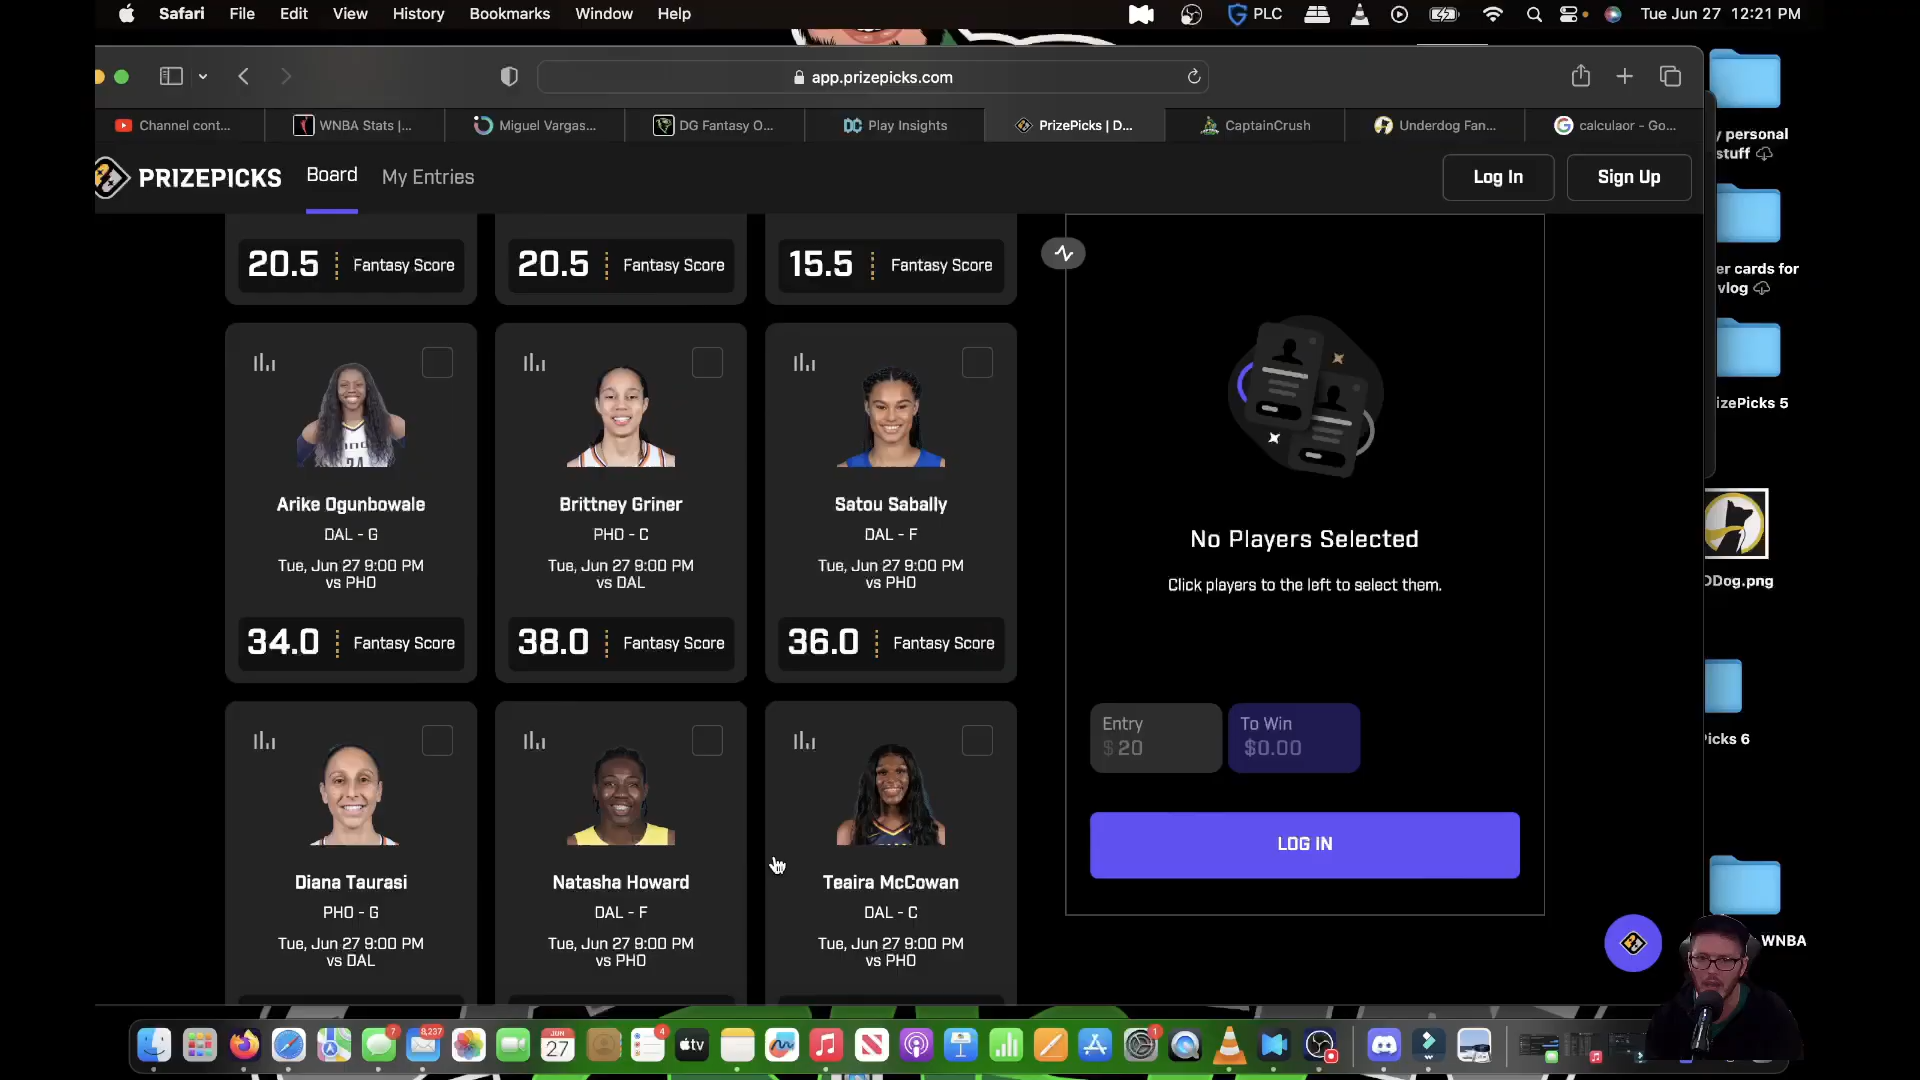 Safari File Edit View History Bookmarks Window Help PLC Tue Jun 27 12:21 PM
app.prizepicks.com
Channel cont... WNBA Stats |... Miguel Vargas... DG Fantasy O... Play Insights PrizePicks | D... CaptainCrush Underdog Fan... calculaor - Go...
PRIZEPICKS Board My Entries Log In Sign Up
20.5 Fantasy Score 20.5 Fantasy Score 15.5 Fantasy Score
Arike Ogunbowale
DAL - G
Tue, Jun 27 9:00 PM
vs PHO
34.0 Fantasy Score
Brittney Griner
PHO - C
Tue, Jun 27 9:00 PM
vs DAL
38.0 Fantasy Score
Satou Sabally
DAL - F
Tue, Jun 27 9:00 PM
vs PHO
36.0 Fantasy Score
Diana Taurasi
PHO - G
Tue, Jun 27 9:00 PM
vs DAL
Natasha Howard
DAL - F
Tue, Jun 27 9:00 PM
vs PHO
Teaira McCowan
DAL - C
Tue, Jun 27 9:00 PM
vs PHO
No Players Selected
Click players to the left to select them.
Entry
$ 20
To Win
$0.00
LOG IN
y personal
stuff
er cards for
vlog
izePicks 5
DDog.png
Picks 6
WNBA
7
8,237
JUN
27
4
tv
1